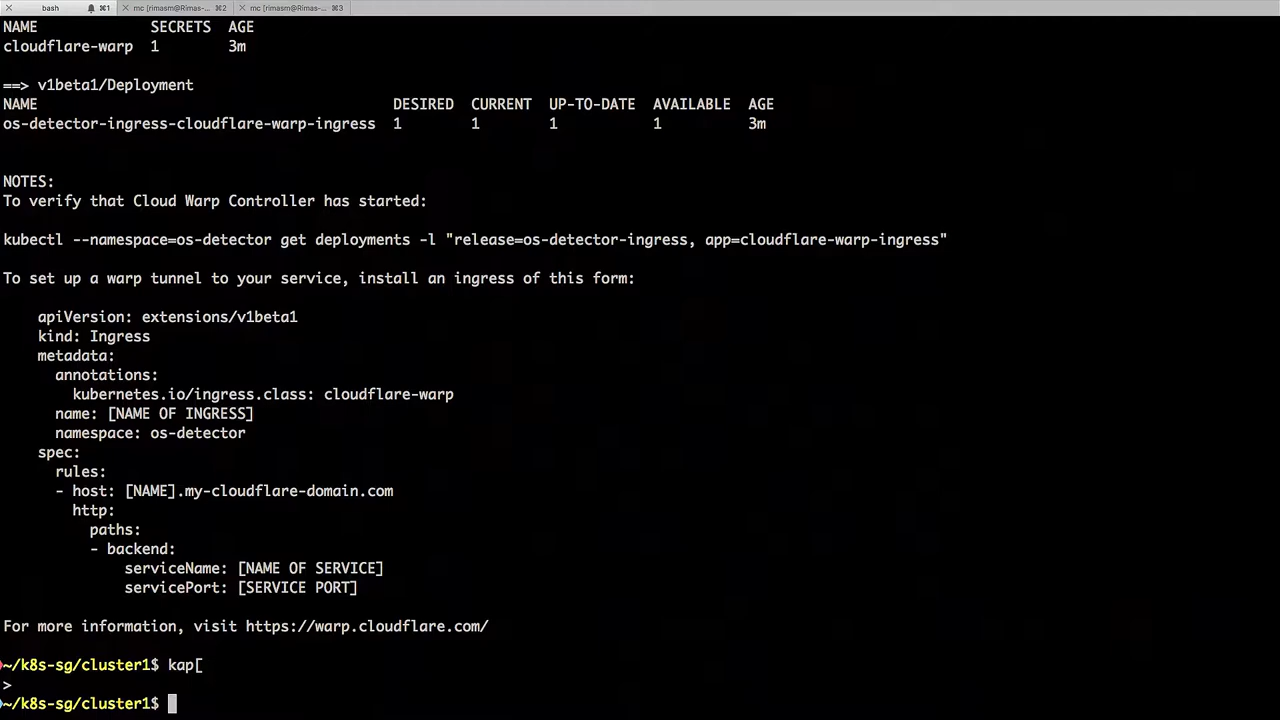 bash ⌘1 mc [rimasm@Rimas-... ⌘2 mc [rimasm@Rimas-... ⌘3
NAME SECRETS AGE
cloudflare-warp 1 3m
==> v1beta1/Deployment
NAME DESIRED CURRENT UP-TO-DATE AVAILABLE AGE
os-detector-ingress-cloudflare-warp-ingress 1 1 1 1 3m
NOTES:
To verify that Cloud Warp Controller has started:
kubectl --namespace=os-detector get deployments -l "release=os-detector-ingress, app=cloudflare-warp-ingress"
To set up a warp tunnel to your service, install an ingress of this form:
apiVersion: extensions/v1beta1
kind: Ingress
metadata:
annotations:
kubernetes.io/ingress.class: cloudflare-warp
name: [NAME OF INGRESS]
namespace: os-detector
spec:
rules:
- host: [NAME].my-cloudflare-domain.com
http:
paths:
- backend:
serviceName: [NAME OF SERVICE]
servicePort: [SERVICE PORT]
For more information, visit https://warp.cloudflare.com/
~/k8s-sg/cluster1$ kap[
>
~/k8s-sg/cluster1$